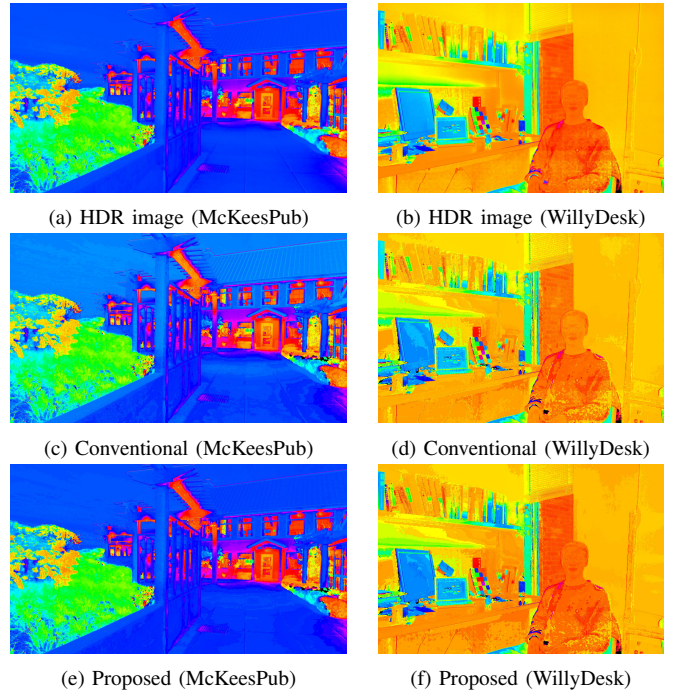 (a) HDR image (McKeesPub)
(b) HDR image (WillyDesk)
(c) Conventional (McKeesPub)
(d) Conventional (WillyDesk)
(e) Proposed (McKeesPub)
(f) Proposed (WillyDesk)